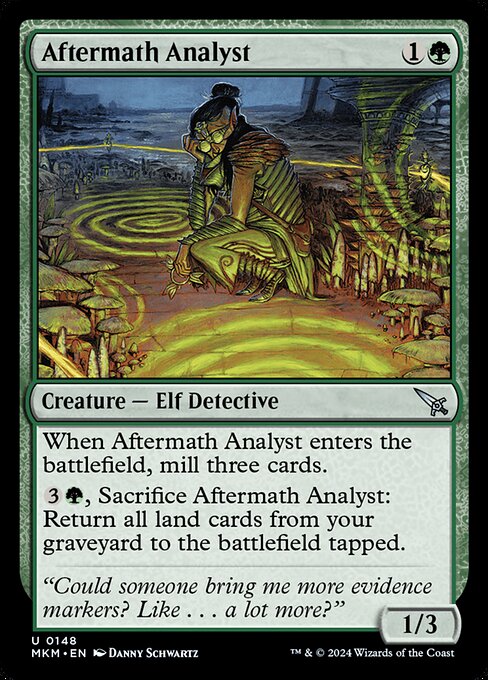 Aftermath Analyst 1
Creature — Elf Detective
When Aftermath Analyst enters the
battlefield, mill three cards.
3, Sacrifice Aftermath Analyst:
Return all land cards from your
graveyard to the battlefield tapped.
“Could someone bring me more evidence
markers? Like . . . a lot more?”
1/3
U 0148
MKM • EN Danny Schwartz
™ & © 2024 Wizards of the Coast